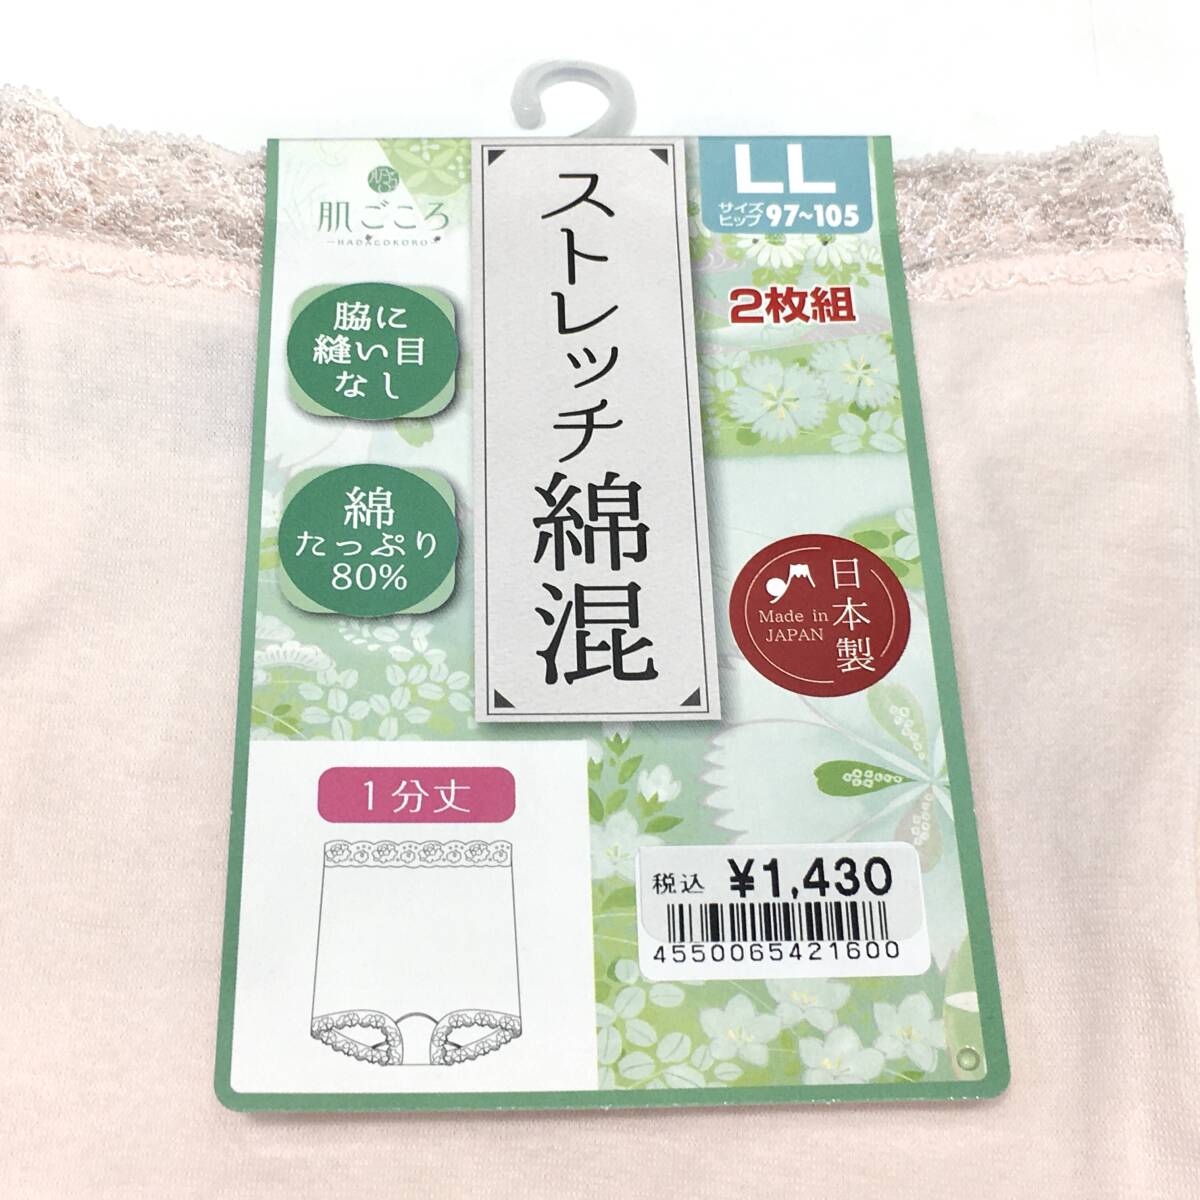 肌ごころ
HADAGOKORO
脇に
縫い目
なし
綿
たっぷり
80%
ストレッチ綿混
LL
サイズ
ヒップ 97~105
2枚組
日本製
Made in
JAPAN
1分丈
税込 ¥1,430
4550065421600